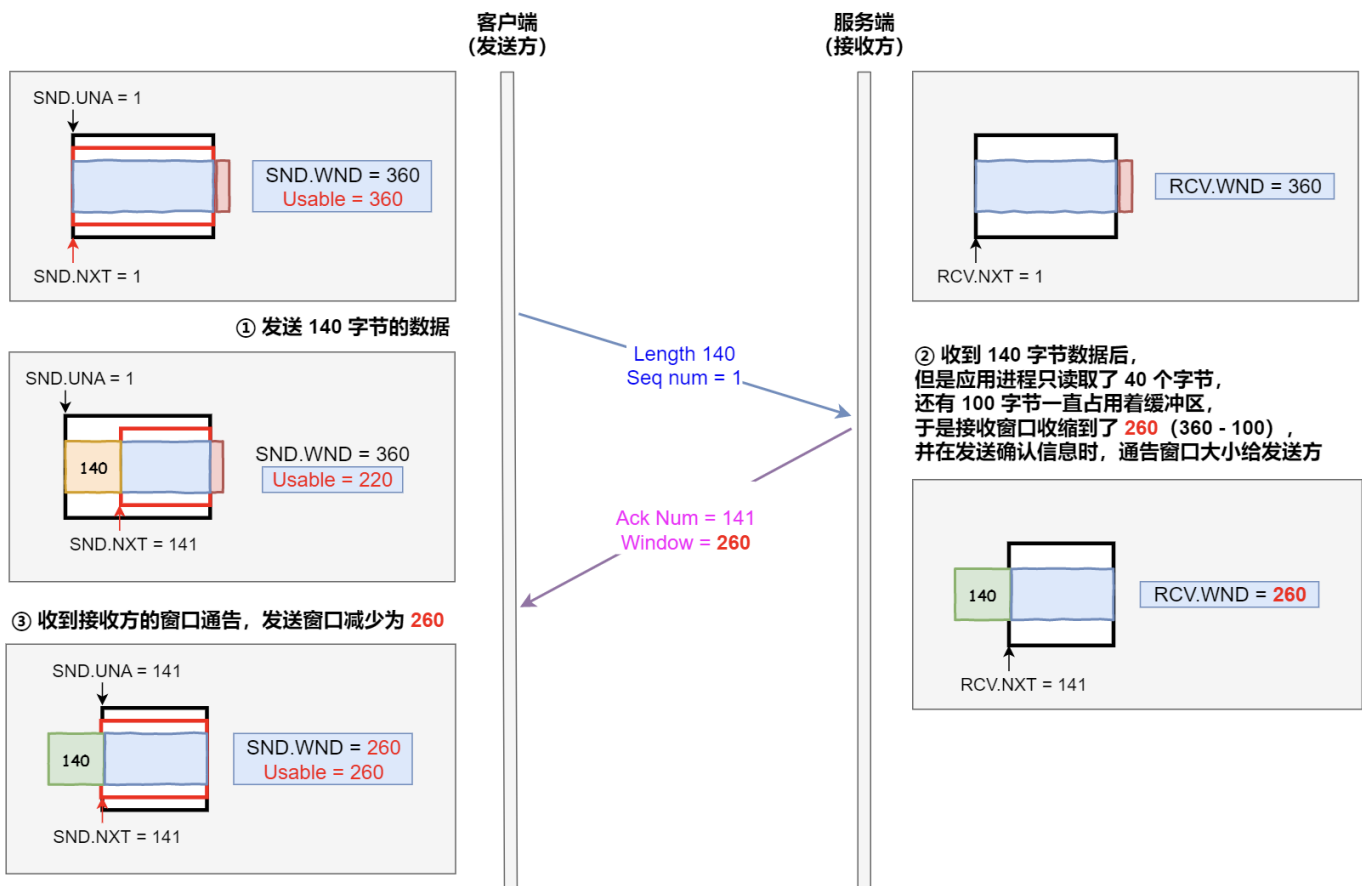 客户端
（发送方）
服务端
（接收方）
SND.UNA = 1
SND.WND = 360
Usable = 360
SND.NXT = 1
RCV.WND = 360
RCV.NXT = 1
① 发送 140 字节的数据
Length 140
Seq num = 1
② 收到 140 字节数据后，
但是应用进程只读取了 40 个字节，
还有 100 字节一直占用着缓冲区，
于是接收窗口收缩到了 260（360 - 100），
并在发送确认信息时，通告窗口大小给发送方
SND.UNA = 1
140
SND.WND = 360
Usable = 220
SND.NXT = 141
Ack Num = 141
Window = 260
140
RCV.WND = 260
RCV.NXT = 141
③ 收到接收方的窗口通告，发送窗口减少为 260
SND.UNA = 141
140
SND.WND = 260
Usable = 260
SND.NXT = 141